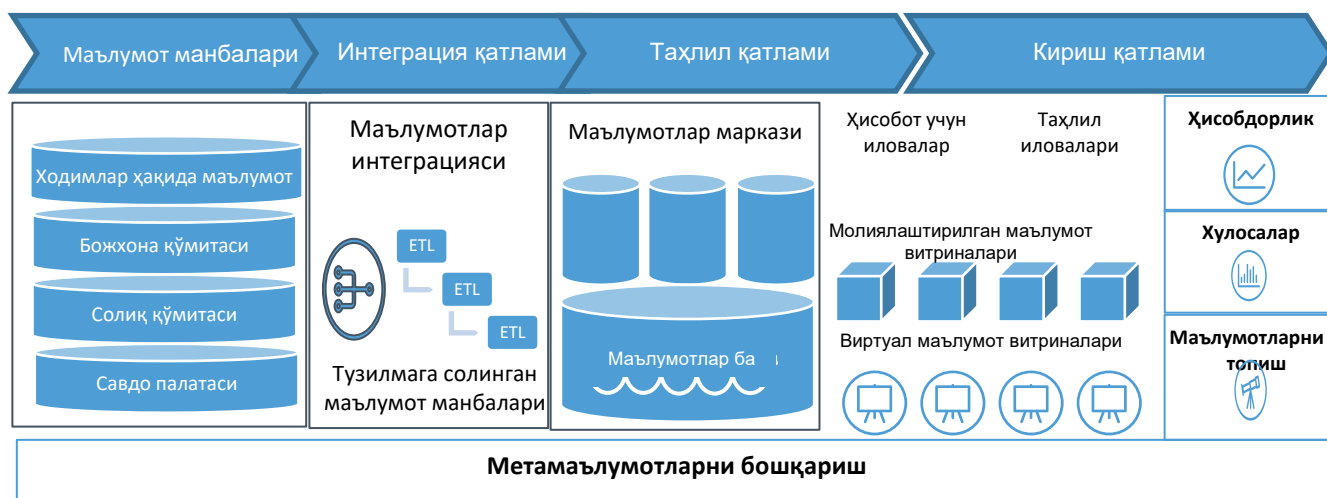 Маълумот манбалари
Интеграция қатлами
Таҳлил қатлами
Кириш қатлами
Ходимлар ҳақида маълумот
Божхона қўмитаси
Солиқ қўмитаси
Савдо палатаси
Маълумотлар
интеграцияси
ETL
ETL
ETL
Тузилмага солинган
маълумот манбалари
Маълумотлар маркази
Маълумотлар
Ҳисобот учун
иловалар
Таҳлил
иловалари
Молиялаштирилган маълумот
витриналари
Виртуал маълумот витриналари
Ҳисобдорлик
Хулосалар
Маълумотларни
топиш
Метамаълумотларни бошқариш